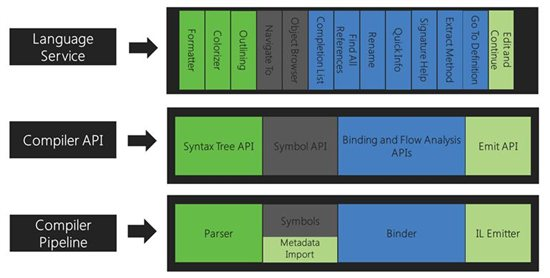 Language
Service
Formatter
Colorizer
Outlining
Navigate To
Object Browser
Completion List
Find All
References
Rename
Quick Info
Signature Help
Extract Method
Go To Definition
Edit and
Continue
Compiler API
Syntax Tree API
Symbol API
Binding and Flow Analysis
APIs
Emit API
Compiler
Pipeline
Parser
Symbols
Metadata
Import
Binder
IL Emitter